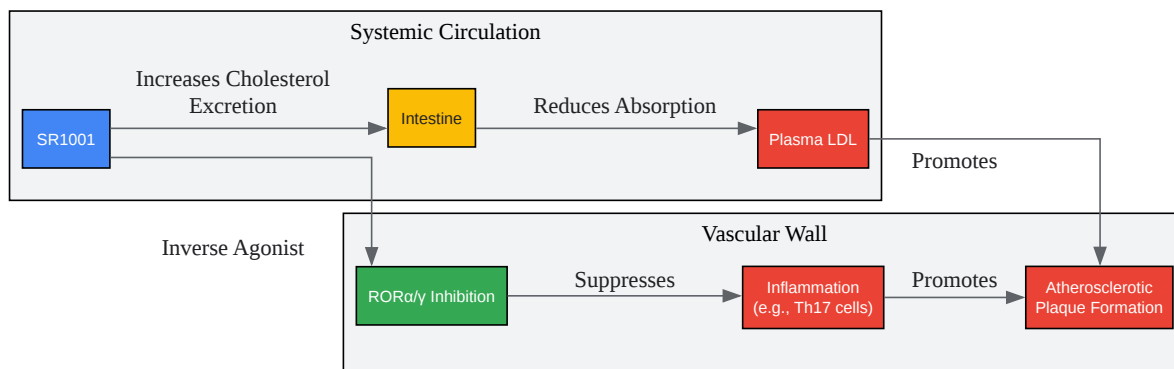 Systemic Circulation
Increases Cholesterol
Excretion
SR1001
Intestine
Reduces Absorption
Plasma LDL
Promotes
Inverse Agonist
Vascular Wall
RORα/γ Inhibition
Suppresses
Inflammation
(e.g., Th17 cells)
Promotes
Atherosclerotic
Plaque Formation